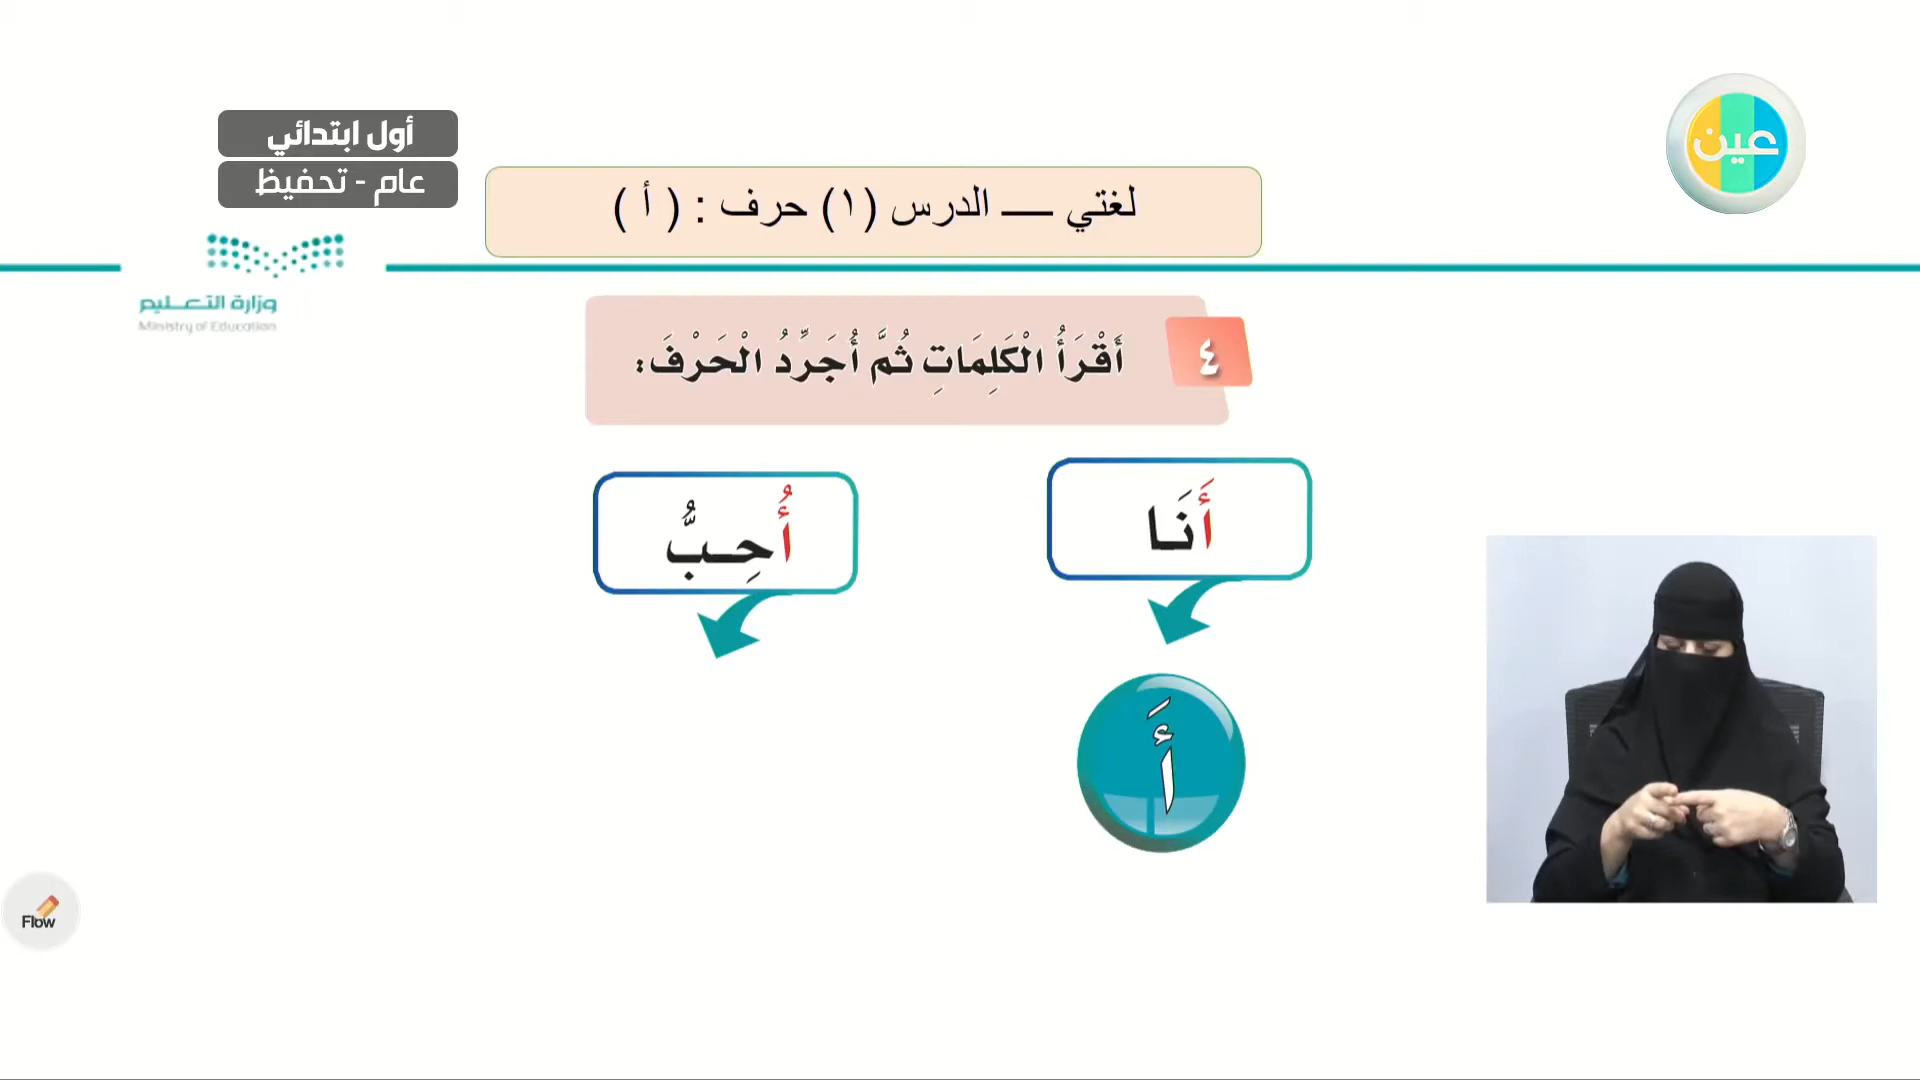 أول ابتدائي
عام - تحفيظ
عين
لغتي ـــ الدرس (١) حرف : ( أ )
وزارة التعـليم
Ministry of Education
٤
أَقْرَأُ الْكَلِمَاتِ ثُمَّ أُجَرِّدُ الْحَرْفَ:
أَنَا
أُحِبُّ
أَ
Flow